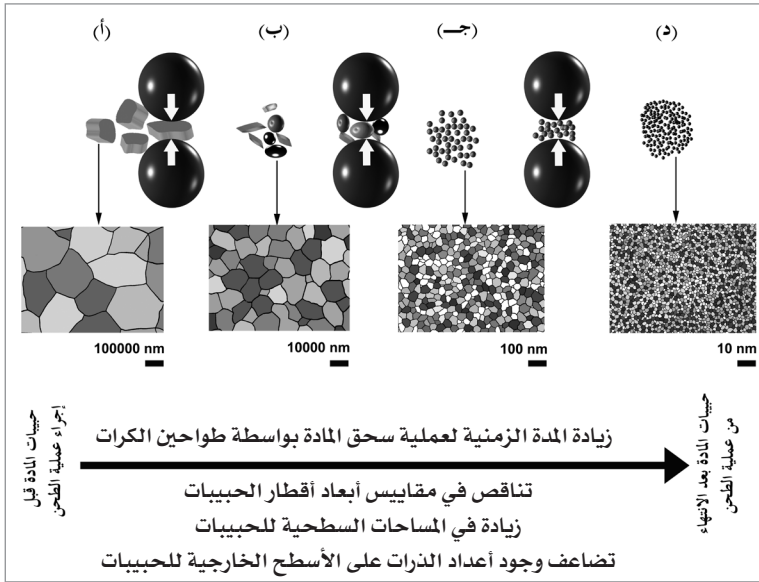 (أ) (ب) (جـ) (د)
100000 nm 10000 nm 100 nm 10 nm
حبيبات المادة قبل
إجراء عملية الطحن
زيادة المدة الزمنية لعملية سحق المادة بواسطة طواحين الكرات
حبيبات المادة بعد الانتهاء
من عملية الطحن
تناقص في مقاييس أبعاد أقطار الحبيبات
زيادة في المساحات السطحية للحبيبات
تضاعف وجود أعداد الذرات على الأسطح الخارجية للحبيبات